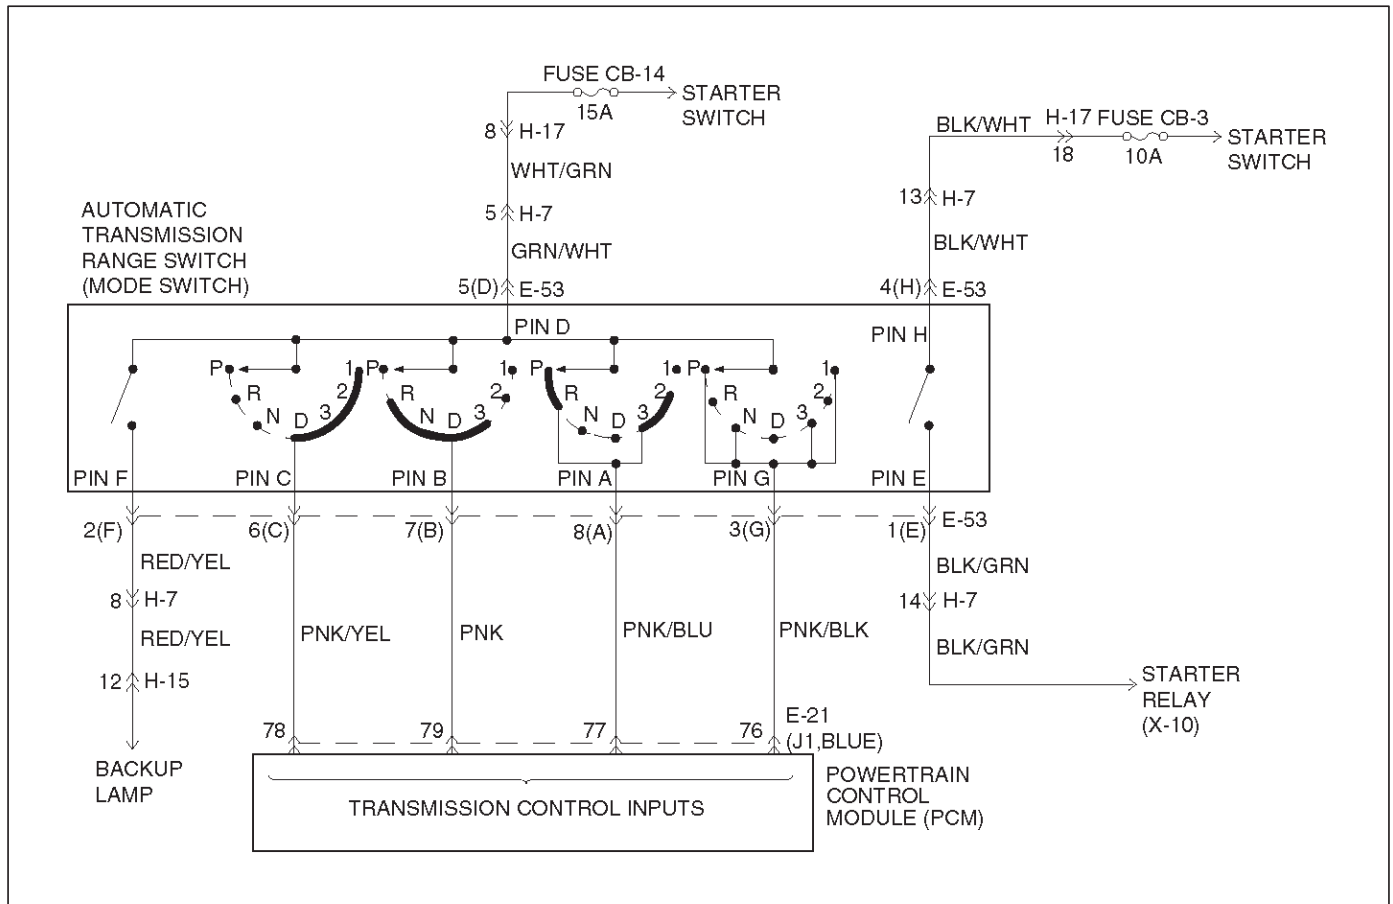 FUSE CB-14
15A
STARTER
SWITCH
8 H-17
WHT/GRN
5 H-7
GRN/WHT
5(D) E-53
BLK/WHT
H-17 FUSE CB-3
18
10A
STARTER
SWITCH
13 H-7
BLK/WHT
4(H) E-53
AUTOMATIC
TRANSMISSION
RANGE SWITCH
(MODE SWITCH)
PIN D
PIN H
P R N D 3 2 1
P R N D 3 2 1
P R N D 3 2 1
P R N D 3 2 1
PIN F
PIN C
PIN B
PIN A
PIN G
PIN E
2(F)
6(C)
7(B)
8(A)
3(G)
1(E)
E-53
RED/YEL
8 H-7
RED/YEL
12 H-15
BACKUP
LAMP
PNK/YEL
PNK
PNK/BLU
PNK/BLK
BLK/GRN
14 H-7
BLK/GRN
STARTER
RELAY
(X-10)
78
79
77
76
E-21
(J1,BLUE)
TRANSMISSION CONTROL INPUTS
POWERTRAIN
CONTROL
MODULE (PCM)